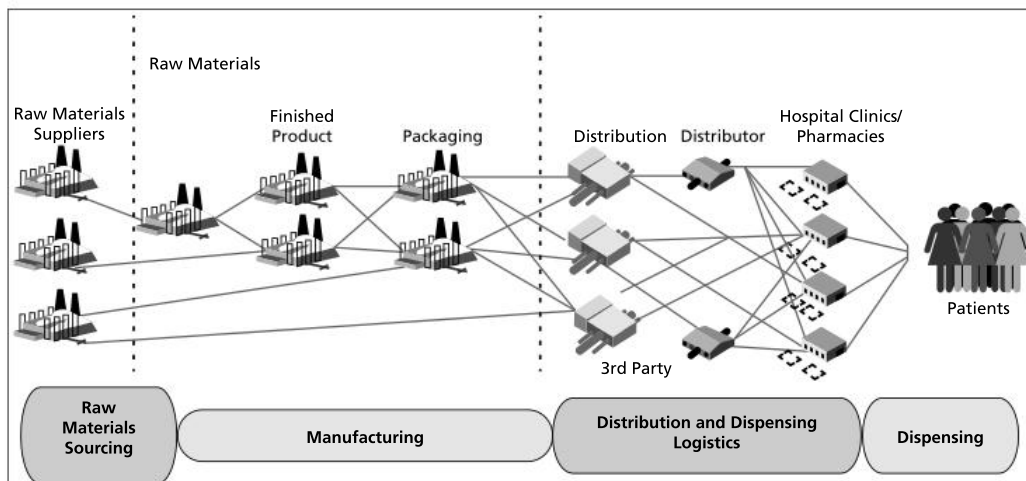 Raw Materials
Raw Materials
Suppliers
Finished
Product
Packaging
Distribution
Distributor
Hospital Clinics/
Pharmacies
3rd Party
Patients
Raw
Materials
Sourcing
Manufacturing
Distribution and Dispensing
Logistics
Dispensing